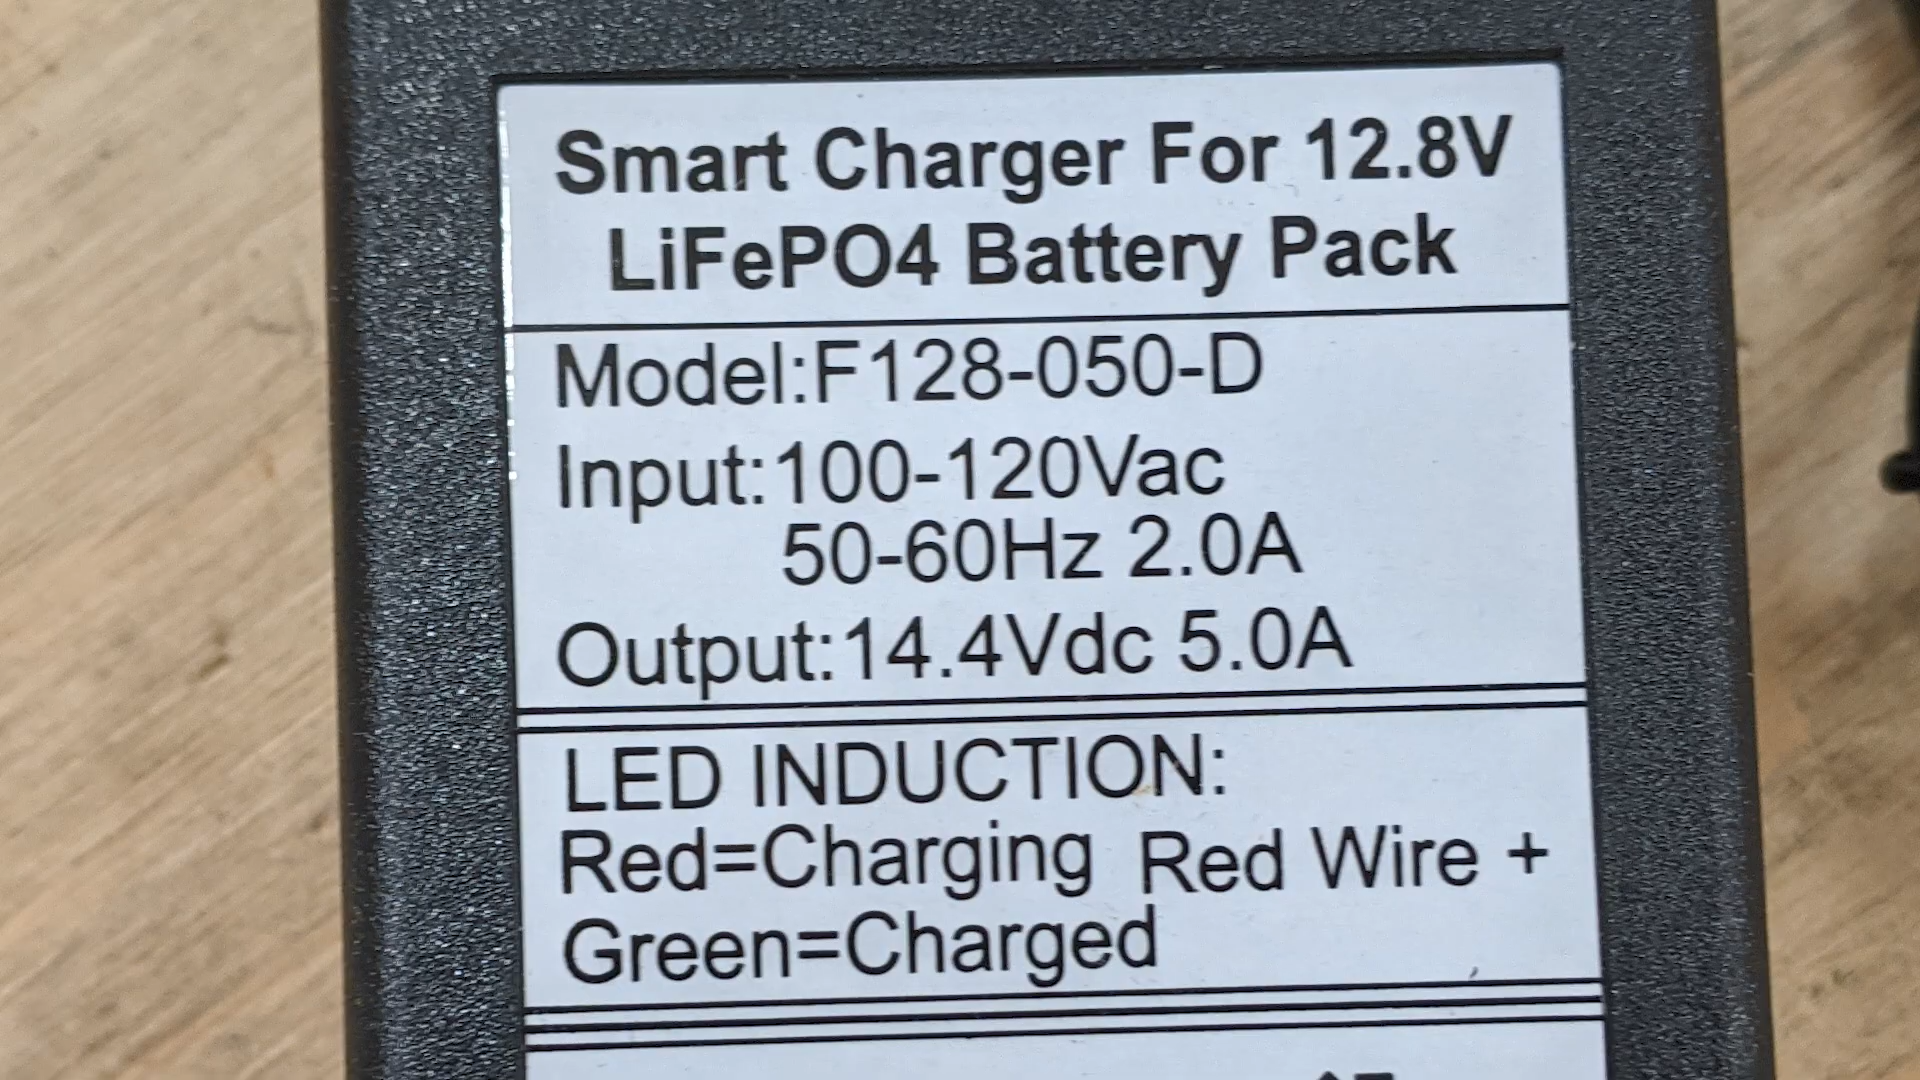 Smart Charger For 12.8V
LiFePO4 Battery Pack
Model:F128-050-D
Input:100-120Vac
50-60Hz 2.0A
Output:14.4Vdc 5.0A
LED INDUCTION:
Red=Charging Red Wire +
Green=Charged